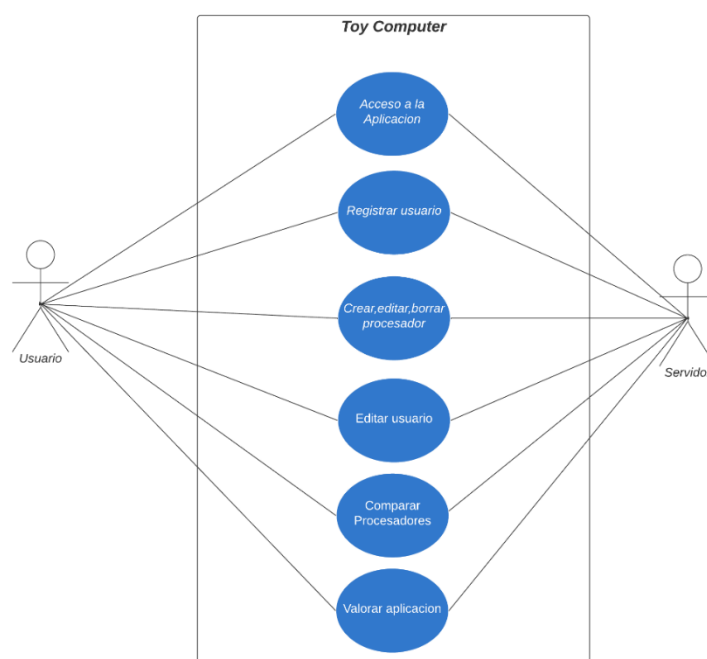 Toy Computer
Acceso a la
Aplicacion
Registrar usuario
Crear,editar,borrar
procesador
Usuario
Servido
Editar usuario
Comparar
Procesadores
Valorar aplicacion